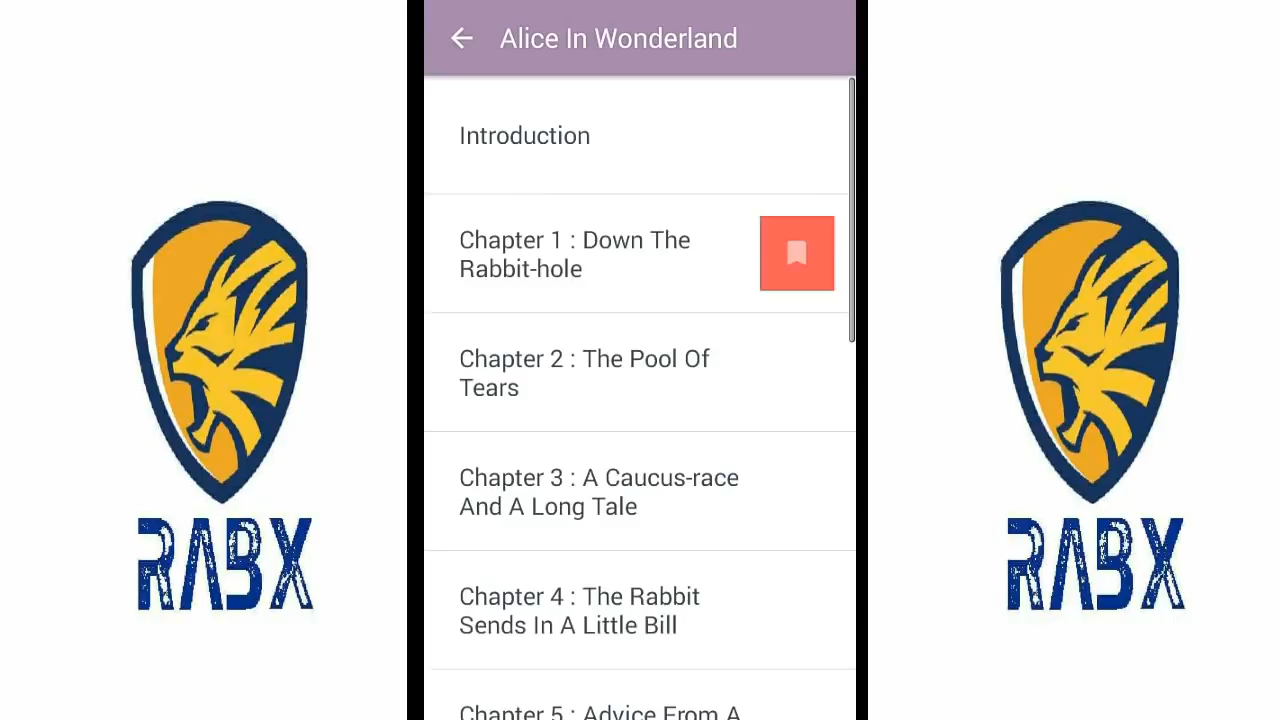 Alice In Wonderland
Introduction
Chapter 1 : Down The
Rabbit-hole
Chapter 2 : The Pool Of
Tears
Chapter 3 : A Caucus-race
And A Long Tale
Chapter 4 : The Rabbit
Sends In A Little Bill
Chapter 5 : Advice From A
RABX
RABX